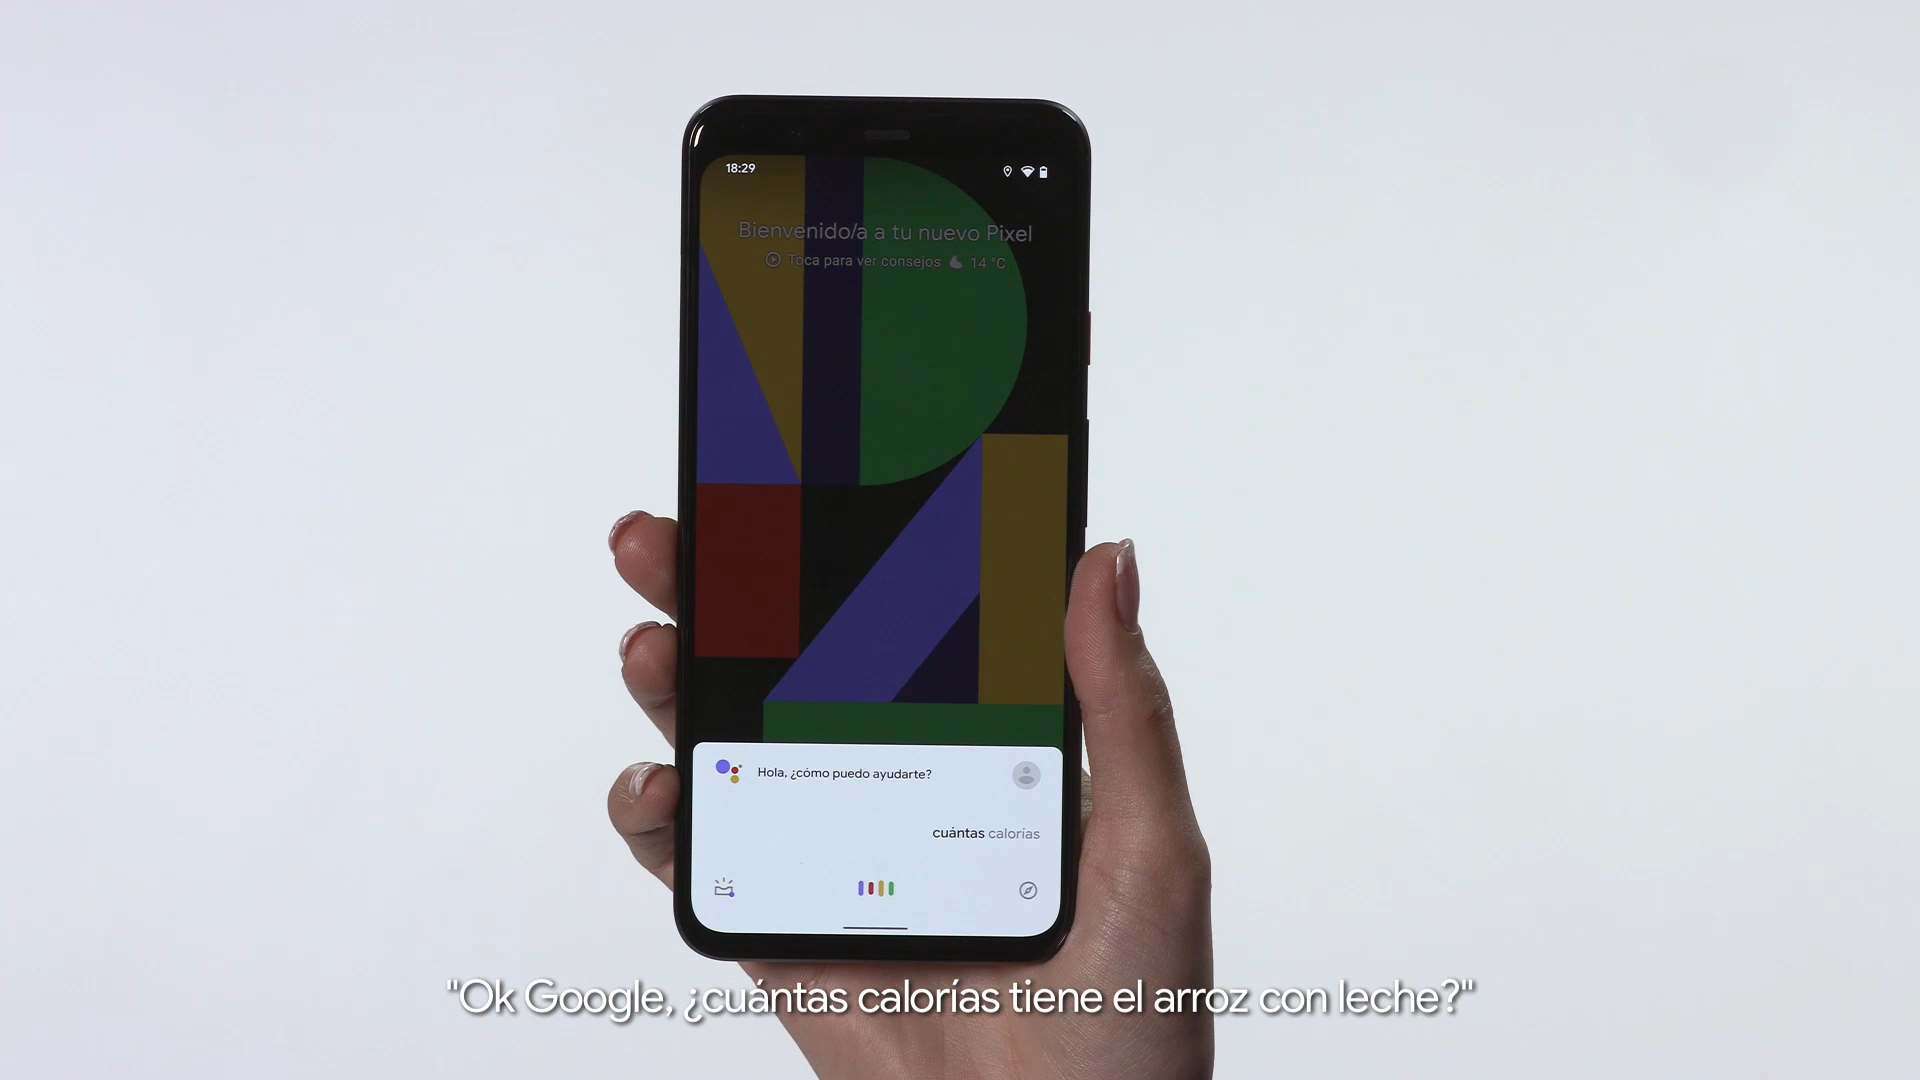 18:29
Bienvenido/a a tu nuevo Pixel
Toca para ver consejos 14 °C
Hola, ¿cómo puedo ayudarte?
cuántas calorías
"Ok Google, ¿cuántas calorías tiene el arroz con leche?"